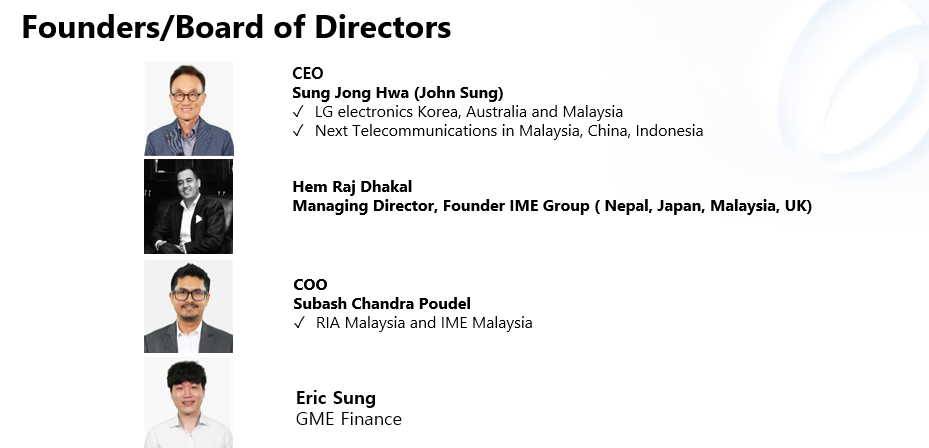 Founders/Board of Directors
CEO
Sung Jong Hwa (John Sung)
✓ LG electronics Korea, Australia and Malaysia
✓ Next Telecommunications in Malaysia, China, Indonesia
Hem Raj Dhakal
Managing Director, Founder IME Group ( Nepal, Japan, Malaysia, UK)
COO
Subash Chandra Poudel
✓ RIA Malaysia and IME Malaysia
Eric Sung
GME Finance